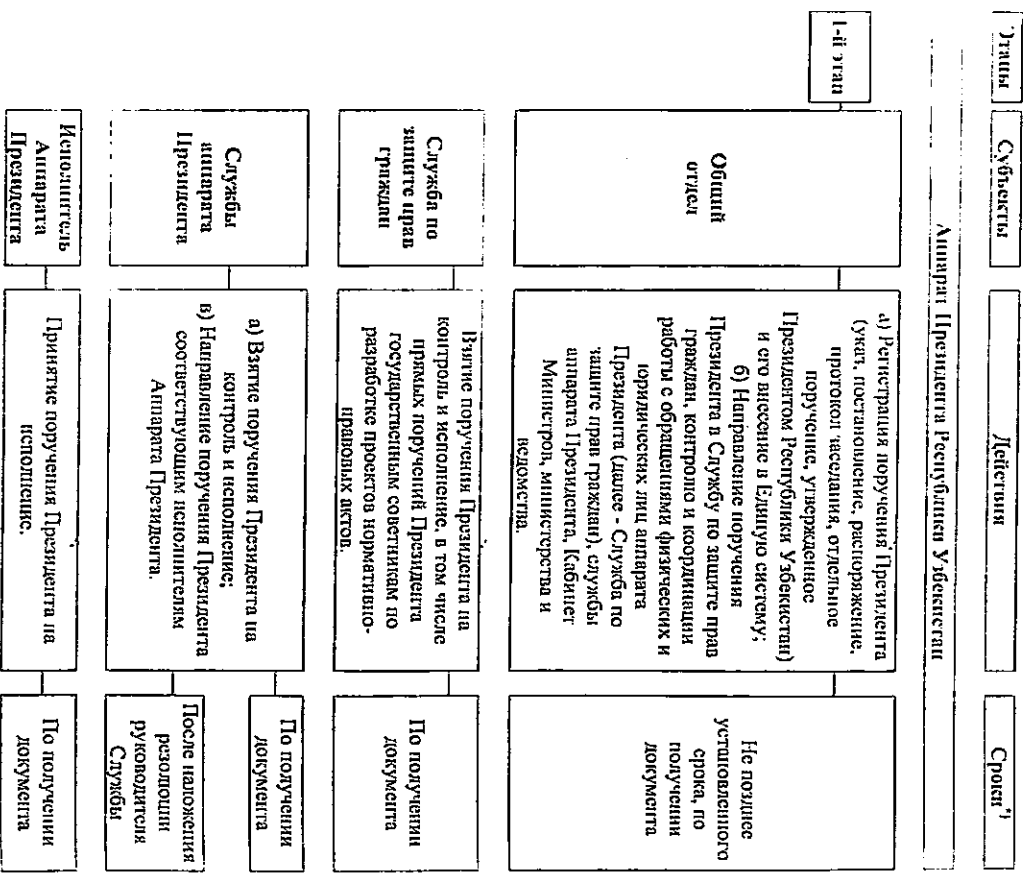 Этапы
Субъекты
Действия
Сроки*)
Аппарат Президента Республики Узбекистан
1-й этап
Общий
отдел
а) Регистрация поручения Президента
(указ, постановление, распоряжение,
протокол заседания, отдельное
поручение, утвержденное
Президентом Республики Узбекистан)
и его внесение в Единую систему;
б) Направление поручения
Президента в Службу по защите прав
граждан, контролю и координации
работы с обращениями физических и
юридических лиц аппарата
Президента (далее - Служба по
защите прав граждан), службы
аппарата Президента, Кабинет
Министров, министерства и
ведомства.
Не позднее
установленного
срока, по
получении
документа
Служба по
защите прав
граждан
Взятие поручения Президента на
контроль и исполнение, в том числе
прямых поручений Президента
государственным советникам по
разработке проектов нормативно-
правовых актов.
По получении
документа
Службы
аппарата
Президента
а) Взятие поручения Президента на
контроль и исполнение;
в) Направление поручения Президента
соответствующим исполнителям
Аппарата Президента.
По получении
документа
После наложения
резолюции
руководителя
Службы
Исполнитель
Аппарата
Президента
Принятие поручения Президента на
исполнение.
По получении
документа